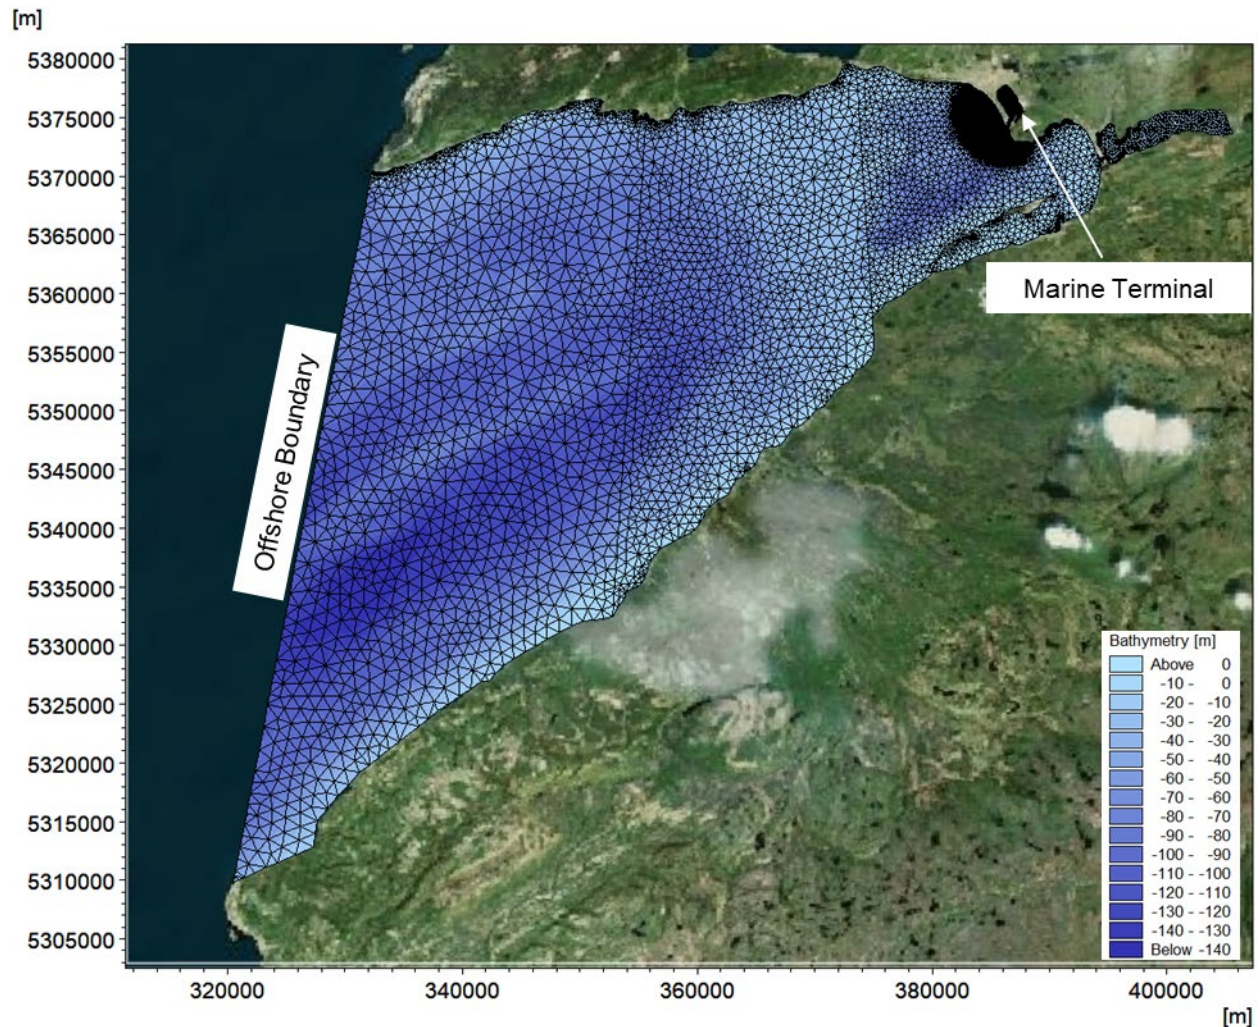 [m]
5380000
5375000
5370000
5365000
5360000
5355000
5350000
5345000
5340000
5335000
5330000
5325000
5320000
5315000
5310000
5305000
Offshore Boundary
Marine Terminal
Bathymetry [m]
Above 0
-10 - 0
-20 - -10
-30 - -20
-40 - -30
-50 - -40
-60 - -50
-70 - -60
-80 - -70
-90 - -80
-100 - -90
-110 - -100
-120 - -110
-130 - -120
-140 - -130
Below -140
320000 340000 360000 380000 400000
[m]